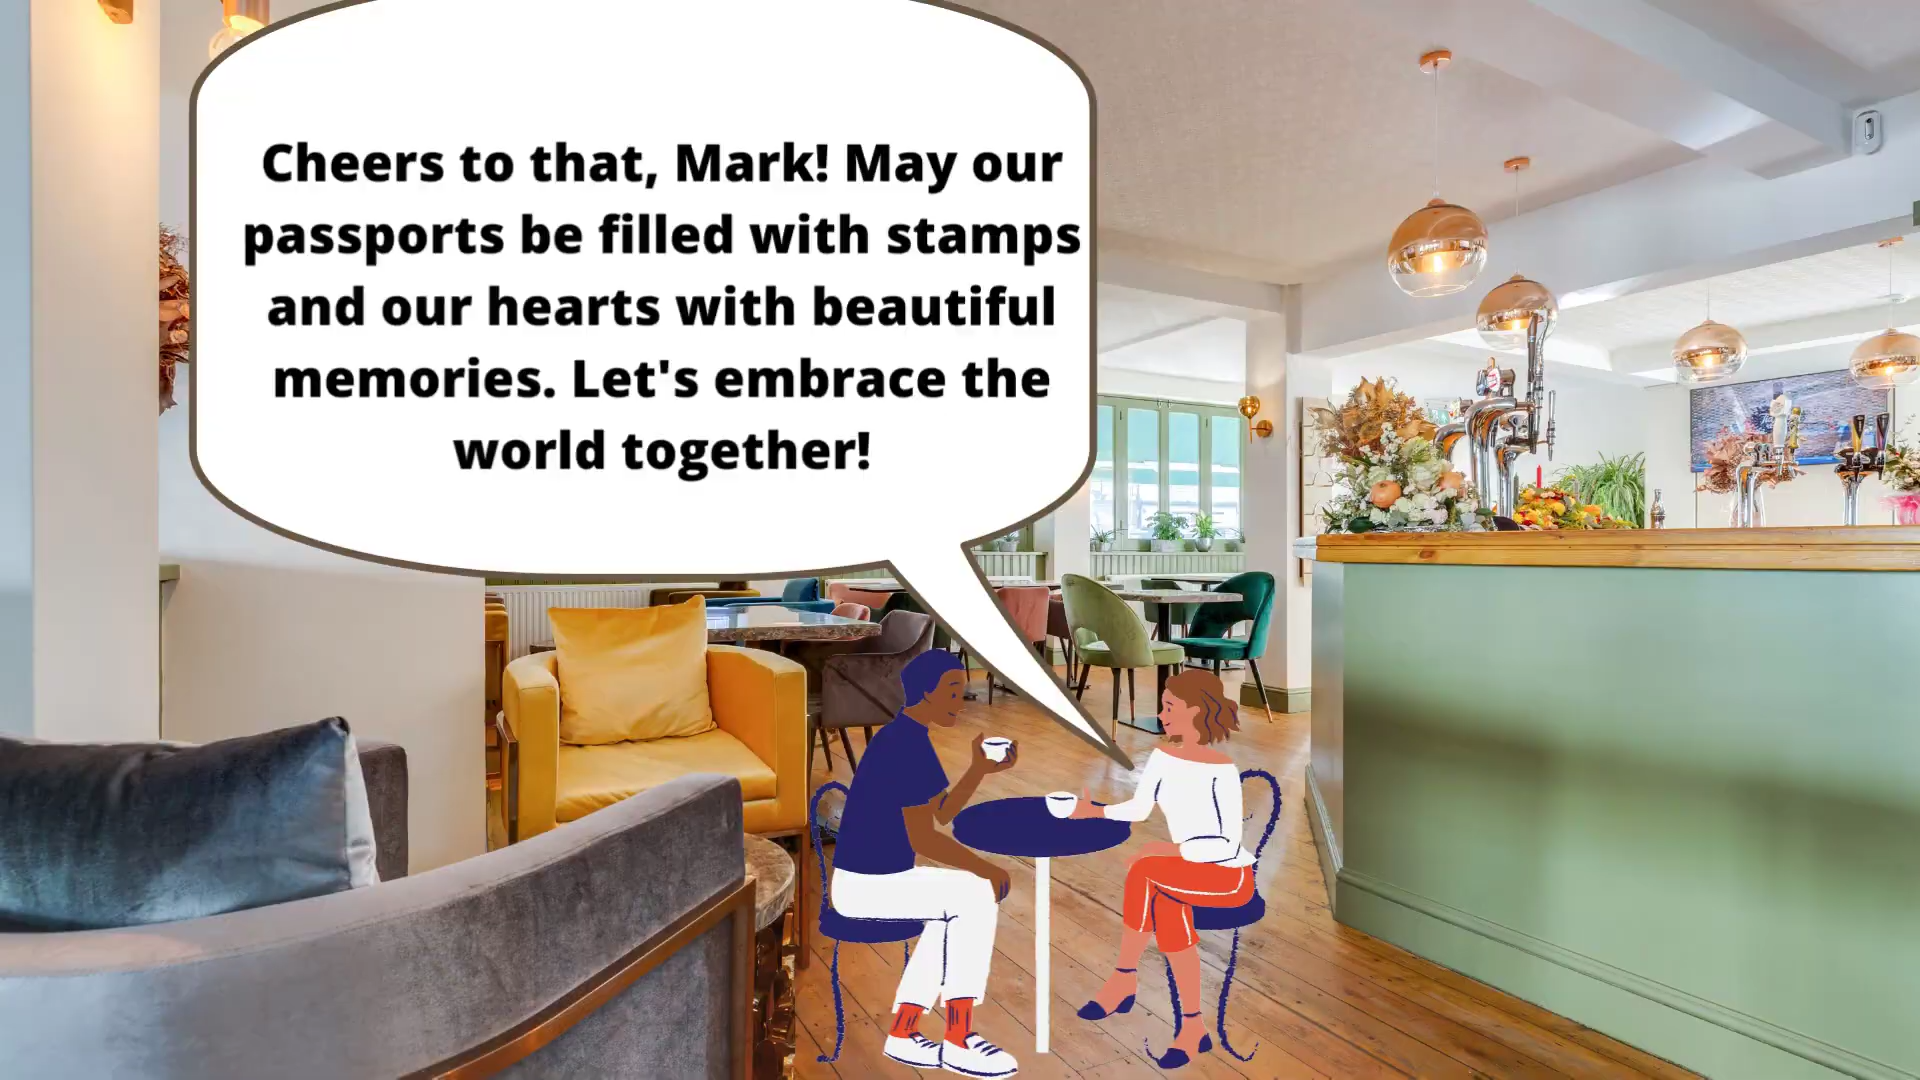 Cheers to that, Mark! May our
passports be filled with stamps
and our hearts with beautiful
memories. Let's embrace the
world together!